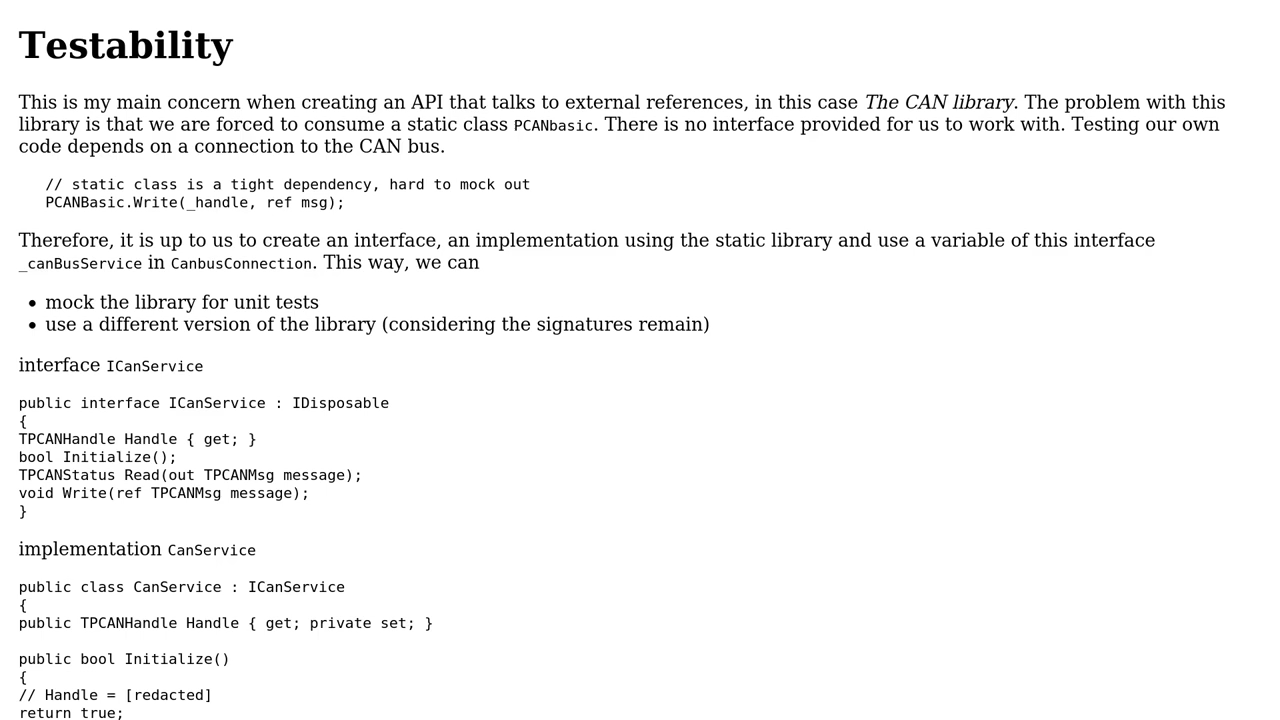 Testability
This is my main concern when creating an API that talks to external references, in this case The CAN library. The problem with this
library is that we are forced to consume a static class PCANbasic. There is no interface provided for us to work with. Testing our own
code depends on a connection to the CAN bus.
// static class is a tight dependency, hard to mock out
PCANBasic.Write(_handle, ref msg);
Therefore, it is up to us to create an interface, an implementation using the static library and use a variable of this interface
_canBusService in CanbusConnection. This way, we can
• mock the library for unit tests
• use a different version of the library (considering the signatures remain)
interface ICanService
public interface ICanService : IDisposable
{
TPCANHandle Handle { get; }
bool Initialize();
TPCANStatus Read(out TPCANMsg message);
void Write(ref TPCANMsg message);
}
implementation CanService
public class CanService : ICanService
{
public TPCANHandle Handle { get; private set; }
public bool Initialize()
{
// Handle = [redacted]
return true;